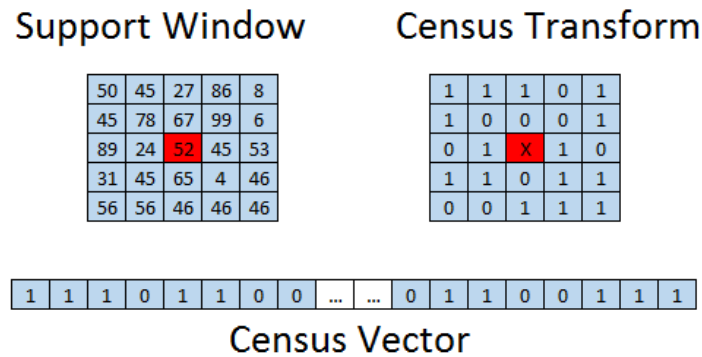 Support Window Census Transform
50 45 27 86 8 1 1 1 0 1
45 78 67 99 6 1 0 0 0 1
89 24 52 45 53 0 1 X 1 0
31 45 65 4 46 1 1 0 1 1
56 56 46 46 46 0 0 1 1 1
1 1 1 0 1 1 0 0 ... ... 0 1 1 0 0 1 1 1
Census Vector